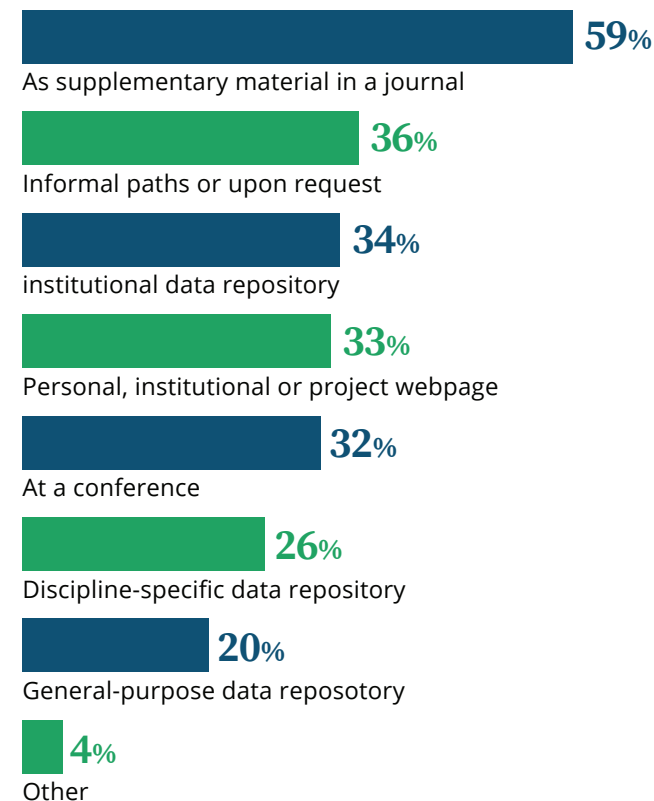 59%
As supplementary material in a journal
36%
Informal paths or upon request
34%
institutional data repository
33%
Personal, institutional or project webpage
32%
At a conference
26%
Discipline-specific data repository
20%
General-purpose data reposotory
4%
Other